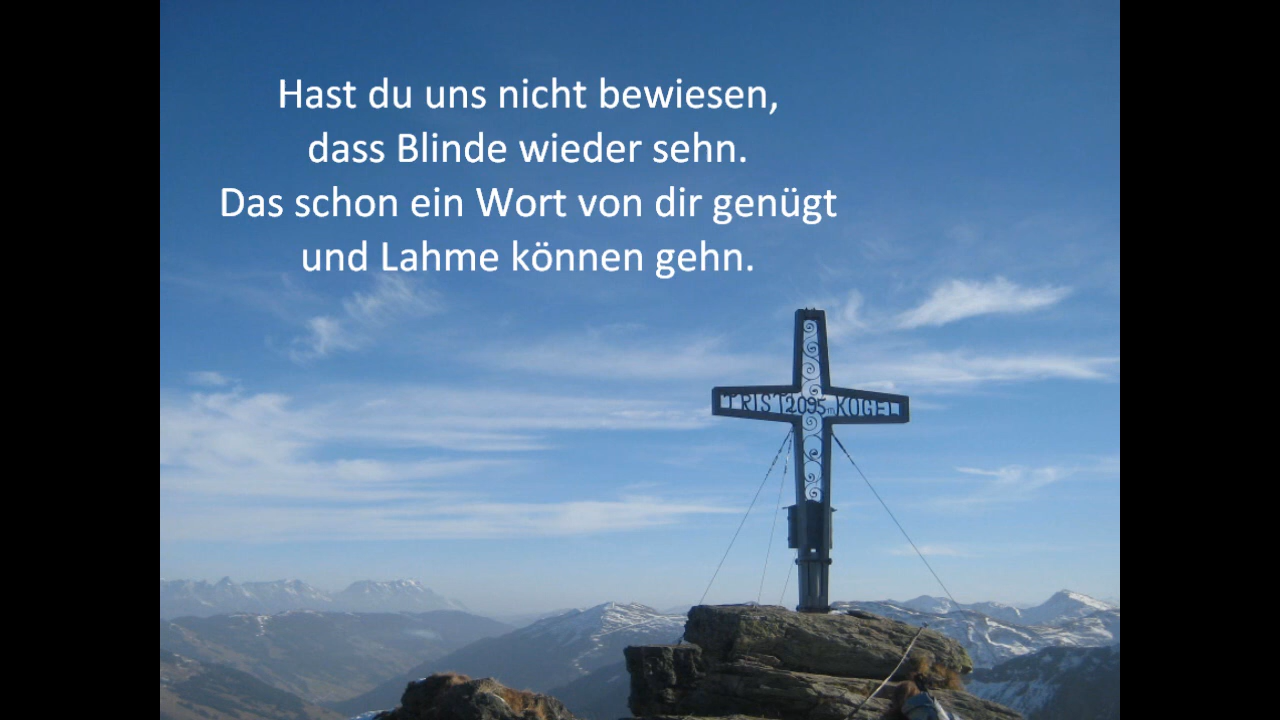 Hast du uns nicht bewiesen,
dass Blinde wieder sehn.
Das schon ein Wort von dir genügt
und Lahme können gehn.
TRIST 2095m KOGEL